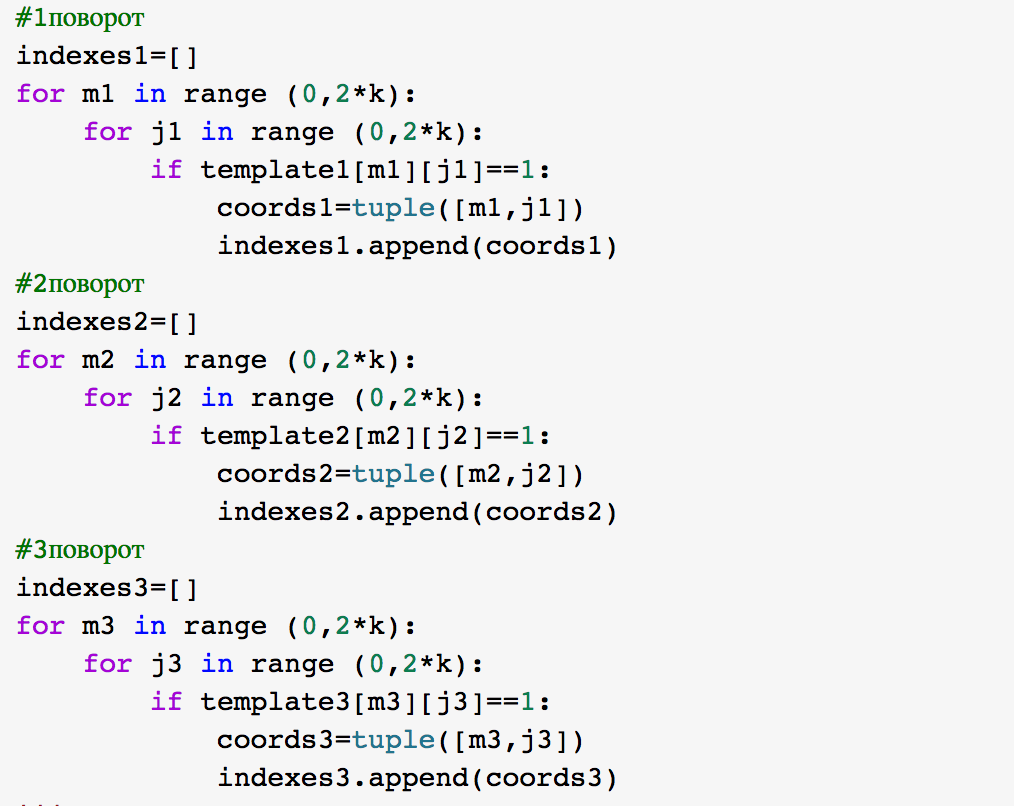 #1поворот
indexes1=[]
for m1 in range (0,2*k):
    for j1 in range (0,2*k):
        if template1[m1][j1]==1:
            coords1=tuple([m1,j1])
            indexes1.append(coords1)
#2поворот
indexes2=[]
for m2 in range (0,2*k):
    for j2 in range (0,2*k):
        if template2[m2][j2]==1:
            coords2=tuple([m2,j2])
            indexes2.append(coords2)
#3поворот
indexes3=[]
for m3 in range (0,2*k):
    for j3 in range (0,2*k):
        if template3[m3][j3]==1:
            coords3=tuple([m3,j3])
            indexes3.append(coords3)